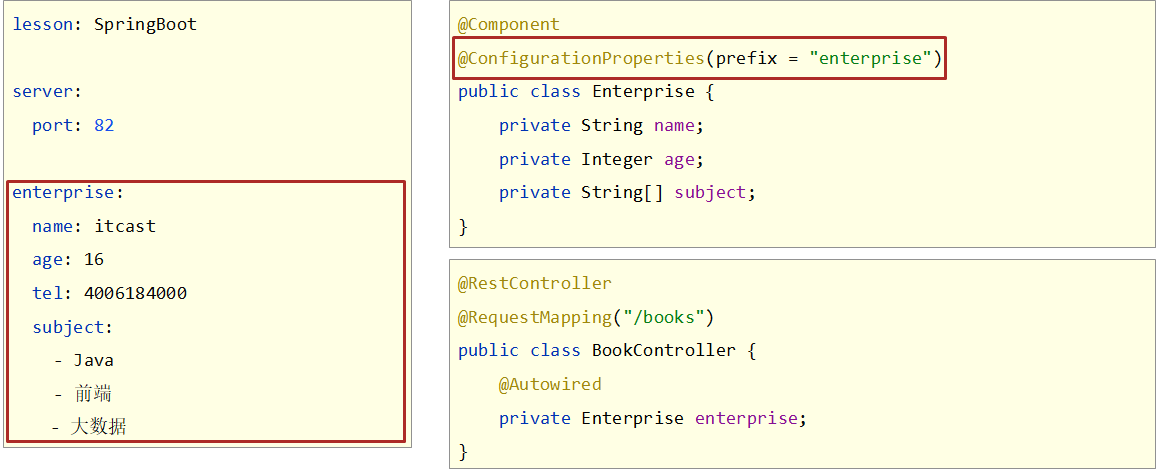 lesson: SpringBoot
server:
  port: 82
enterprise:
  name: itcast
  age: 16
  tel: 4006184000
  subject:
    - Java
    - 前端
    - 大数据
@Component
@ConfigurationProperties(prefix = "enterprise")
public class Enterprise {
    private String name;
    private Integer age;
    private String[] subject;
}
@RestController
@RequestMapping("/books")
public class BookController {
    @Autowired
    private Enterprise enterprise;
}